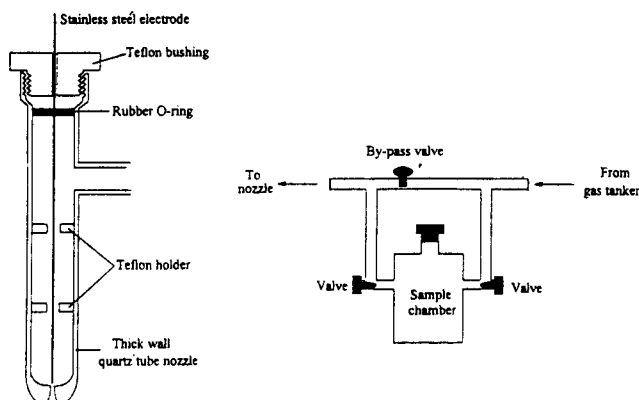 Stainless steel electrode
Teflon bushing
Rubber O-ring
Teflon holder
Thick wall
quartz tube nozzle
By-pass valve
To
nozzle
From
gas tanker
Valve
Sample
chamber
Valve